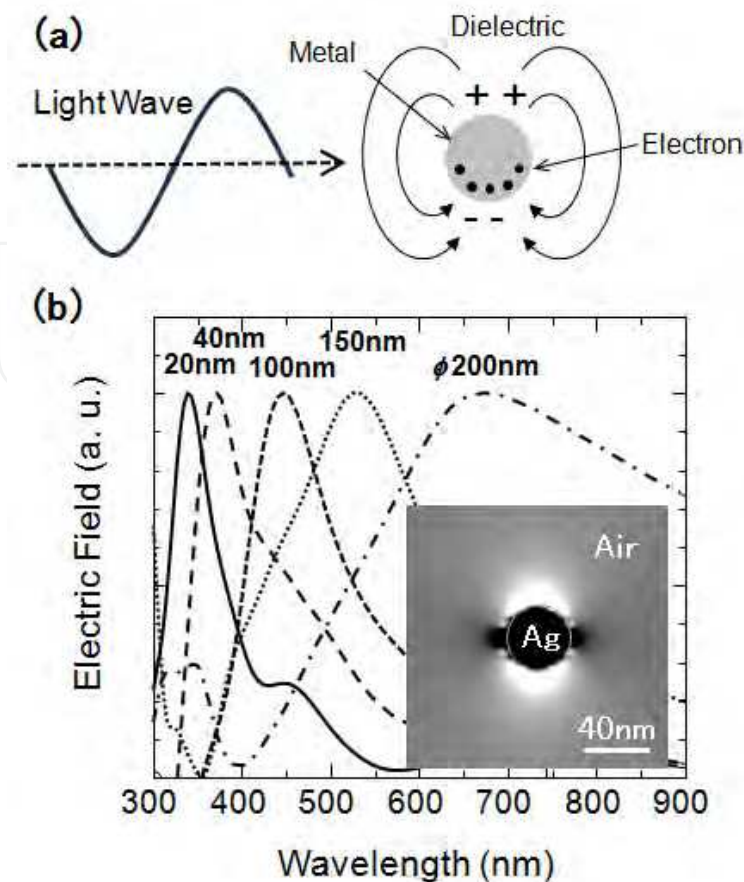 (a)
Dielectric
Metal
Light Wave
+ +
Electron
- -
(b)
40nm
150nm
20nm
100nm
ϕ200nm
Electric Field (a. u.)
Air
Ag
40nm
300 400 500 600 700 800 900
Wavelength (nm)